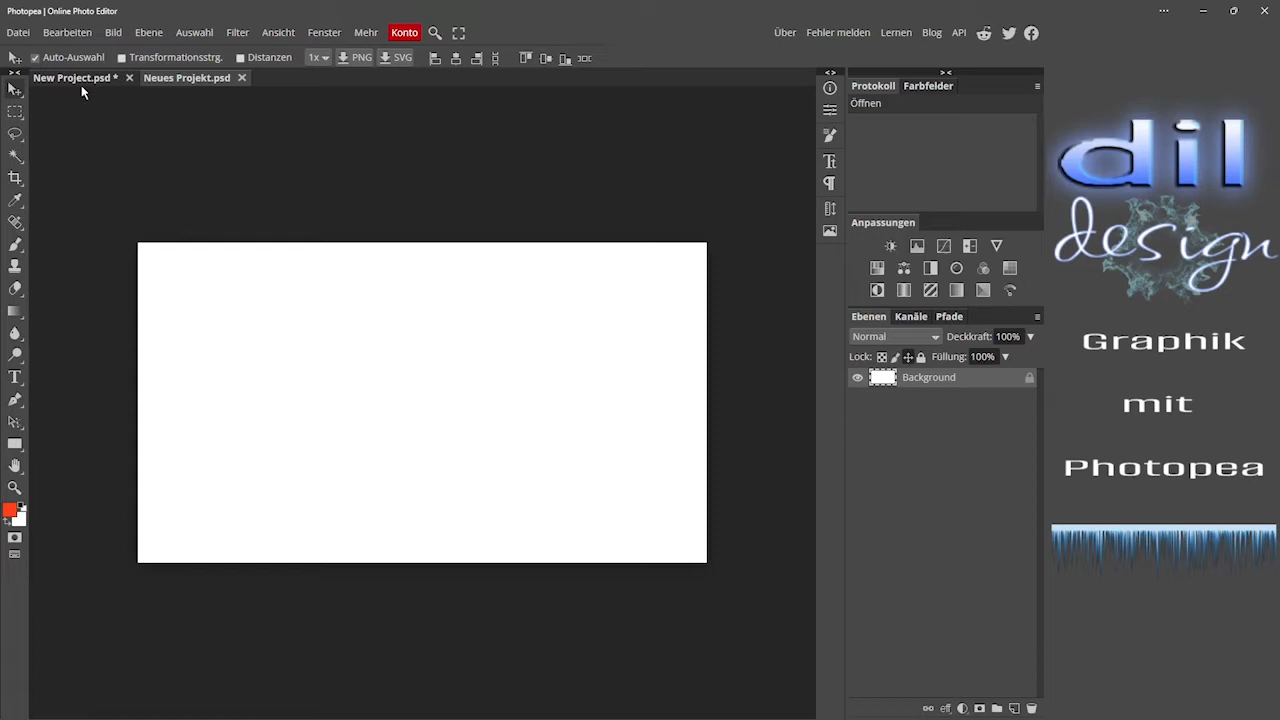 Photopea | Online Photo Editor
Datei Bearbeiten Bild Ebene Auswahl Filter Ansicht Fenster Mehr Konto Über Fehler melden Lernen Blog API
Auto-Auswahl Transformationsstrg. Distanzen 1x PNG SVG
New Project.psd * Neues Projekt.psd
Protokoll Farbfelder
Öffnen
Anpassungen
Ebenen Kanäle Pfade
Normal Deckkraft: 100%
Lock: Füllung: 100%
Background
dil
design
Graphik
mit
Photopea